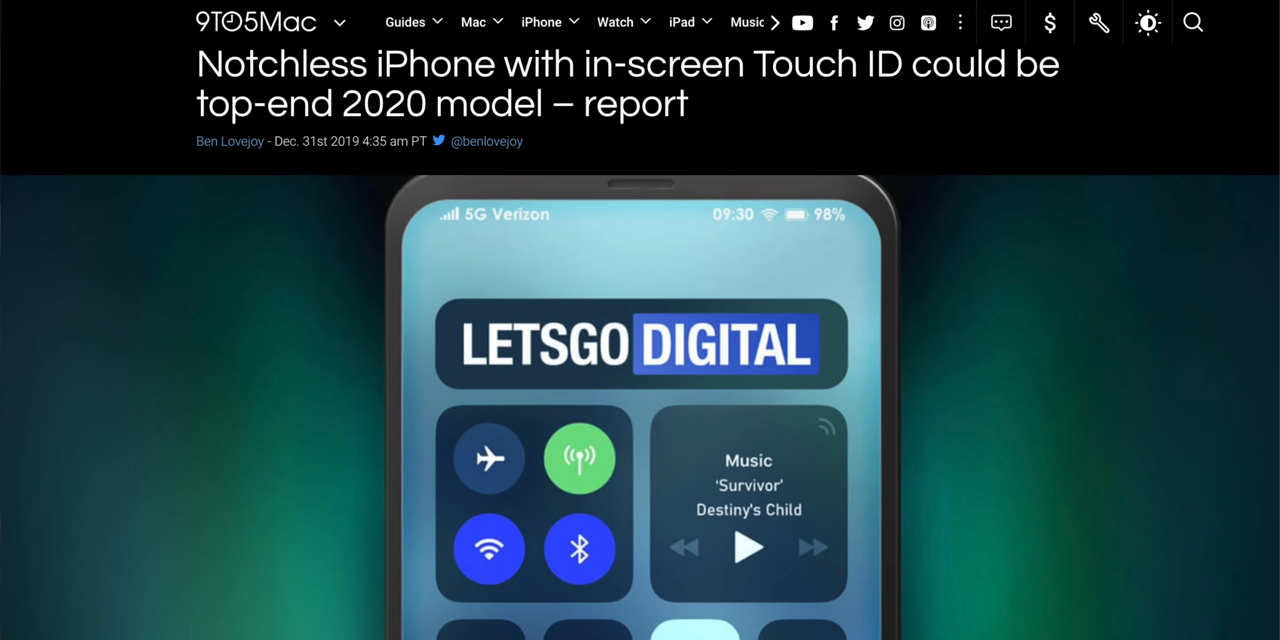 9TO5Mac
Guides Mac iPhone Watch iPad Music
Notchless iPhone with in-screen Touch ID could be
top-end 2020 model – report
Ben Lovejoy - Dec. 31st 2019 4:35 am PT @benlovejoy
5G Verizon 09:30 98%
LETSGO DIGITAL
Music
‘Survivor’
Destiny's Child